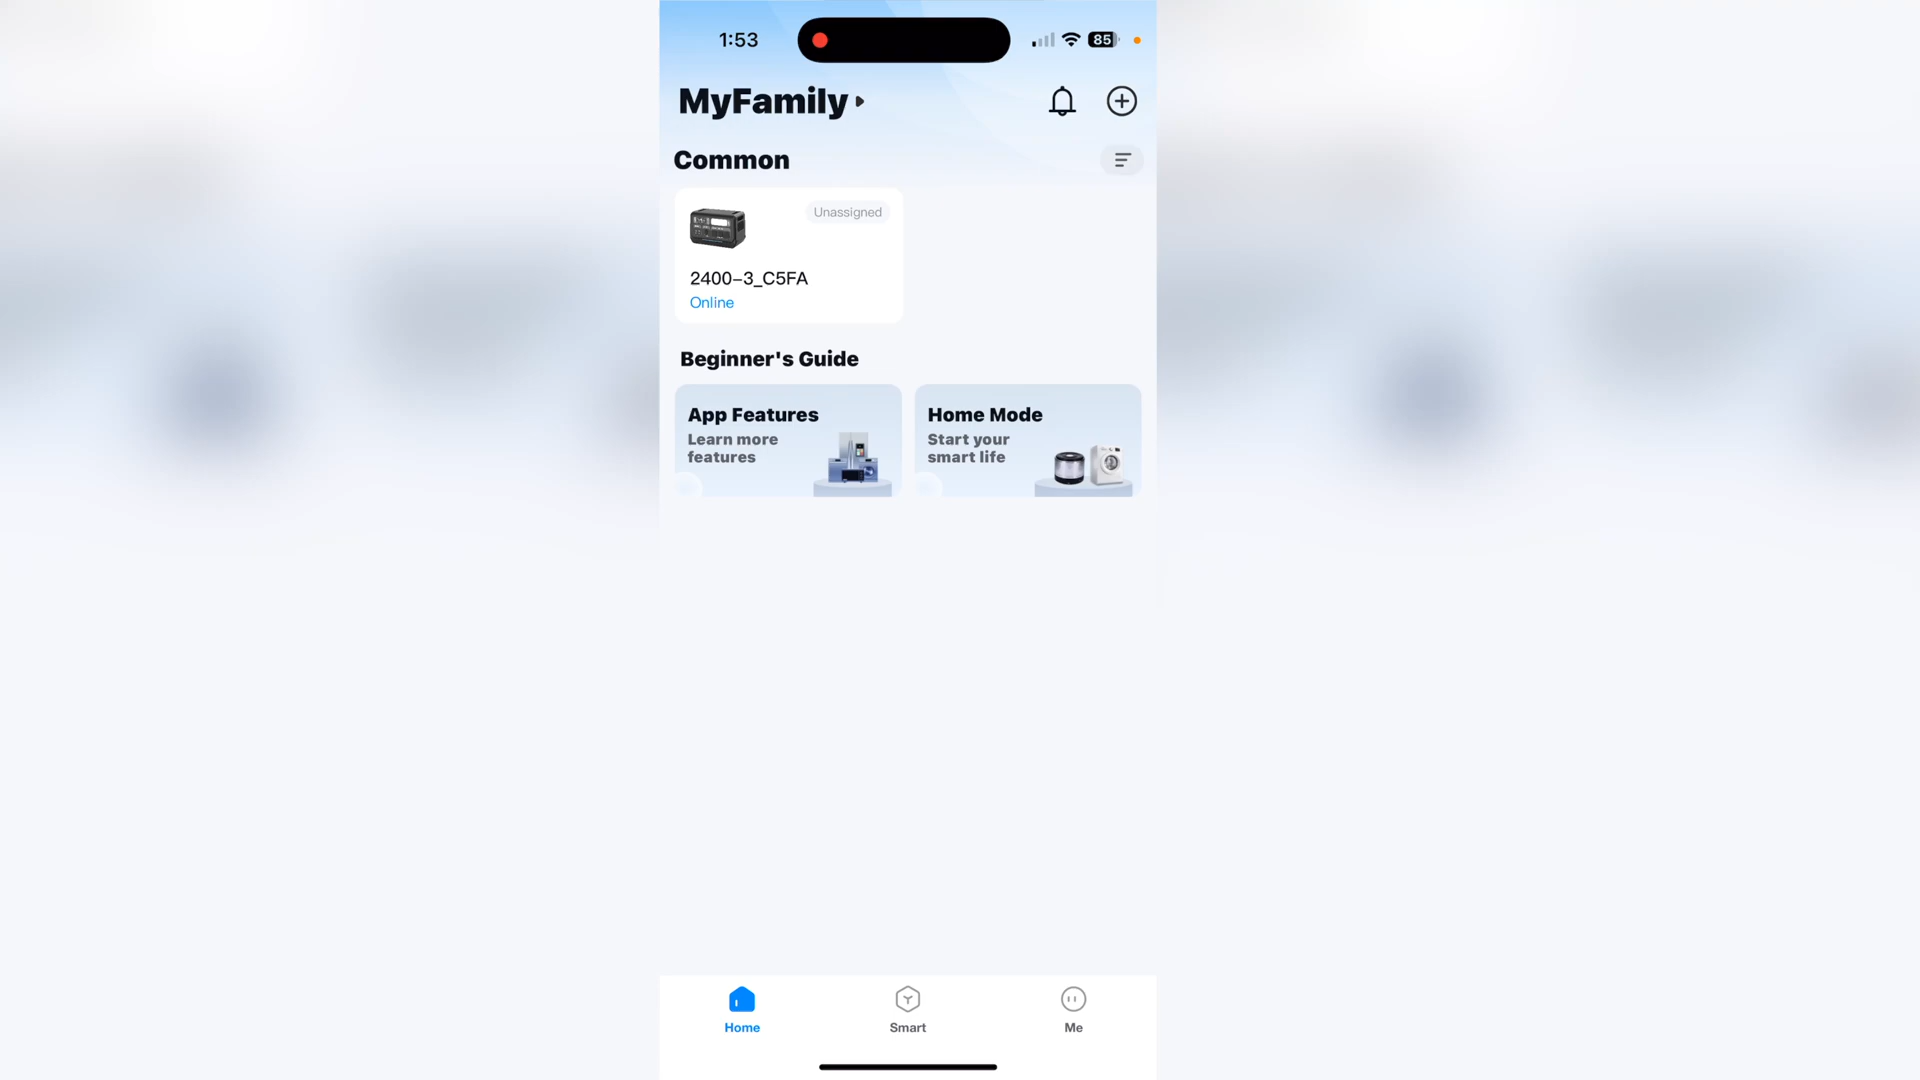 1:53
85
MyFamily
Common
Unassigned
2400-3_C5FA
Online
Beginner's Guide
App Features
Learn more
features
Home Mode
Start your
smart life
Home
Smart
Me